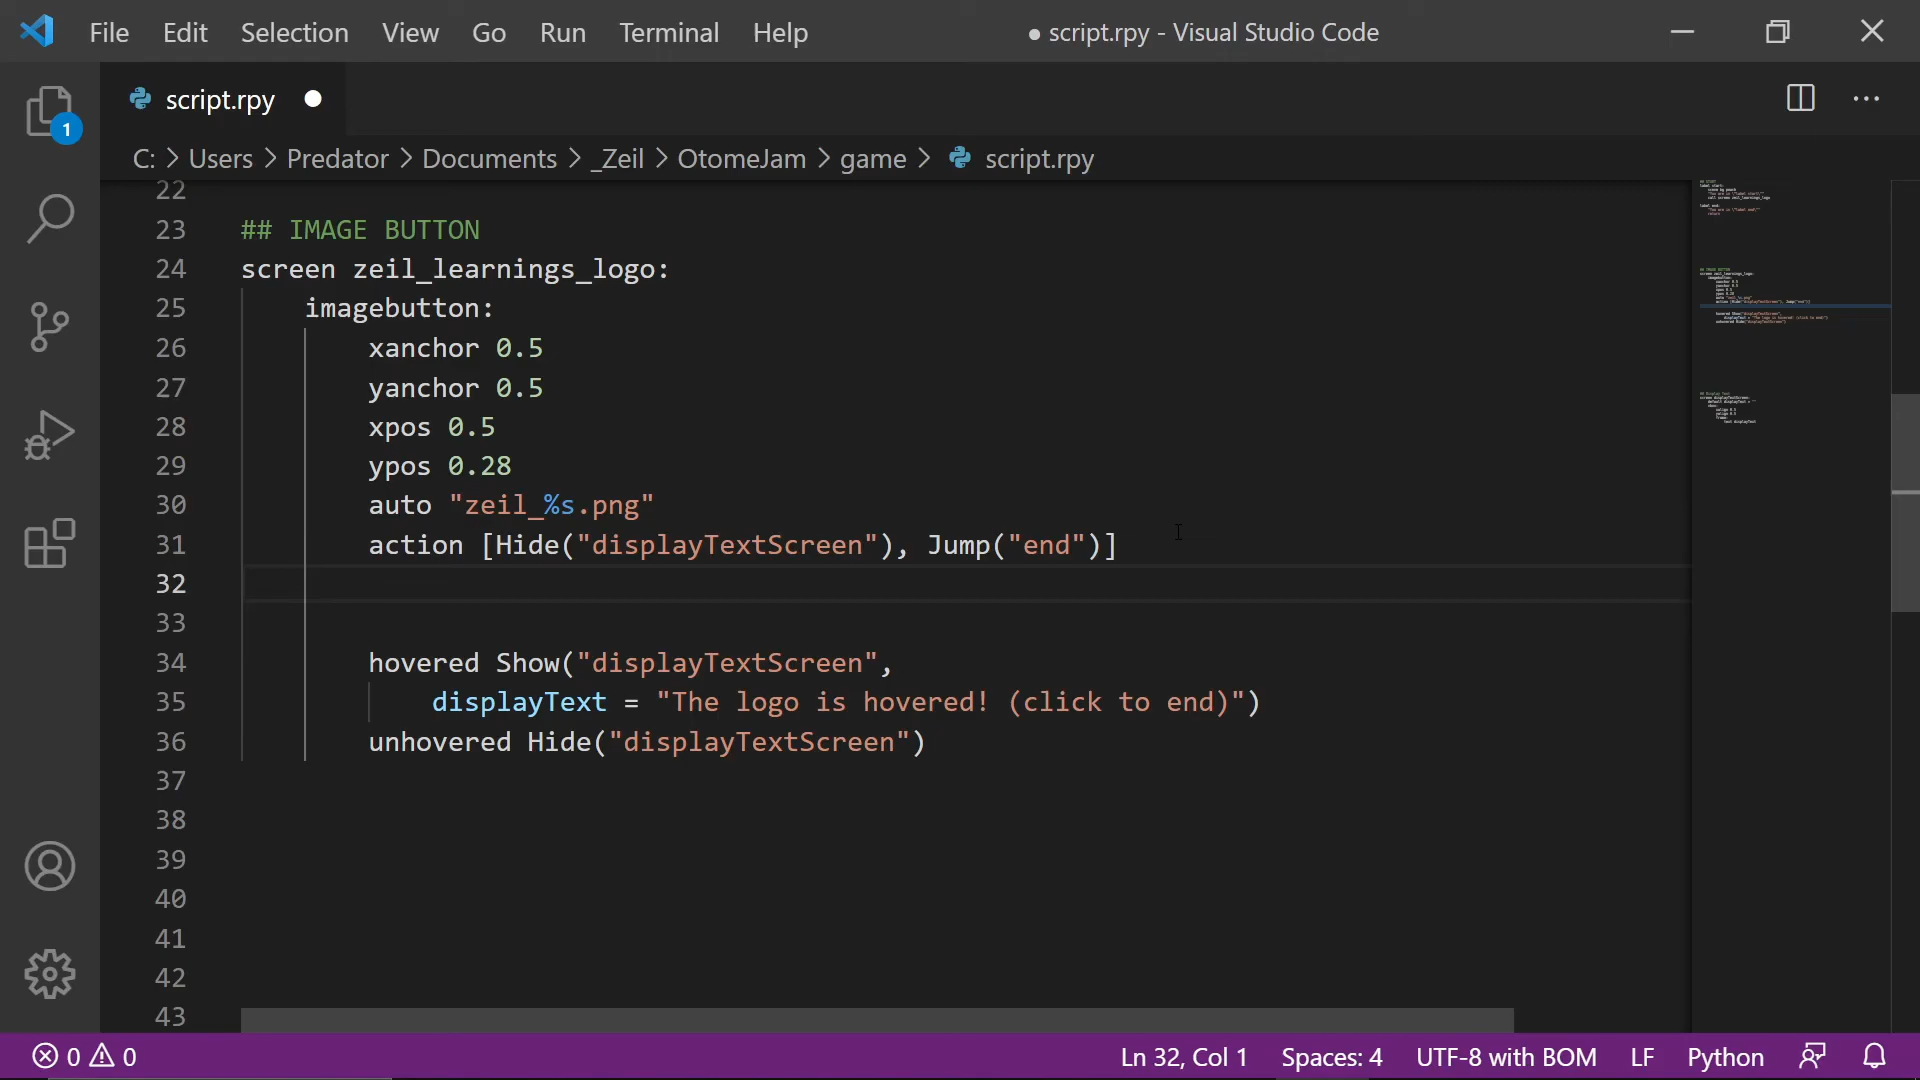 File Edit Selection View Go Run Terminal Help ● script.rpy - Visual Studio Code
script.rpy ●
1
C: > Users > Predator > Documents > _Zeil > OtomeJam > game > script.rpy
22
23 ## IMAGE BUTTON
24 screen zeil_learnings_logo:
25 imagebutton:
26 xanchor 0.5
27 yanchor 0.5
28 xpos 0.5
29 ypos 0.28
30 auto "zeil_%s.png"
31 action [Hide("displayTextScreen"), Jump("end")]
32
33
34 hovered Show("displayTextScreen",
35 displayText = "The logo is hovered! (click to end)")
36 unhovered Hide("displayTextScreen")
37
38
39
40
41
42
43
0 0 Ln 32, Col 1 Spaces: 4 UTF-8 with BOM LF Python